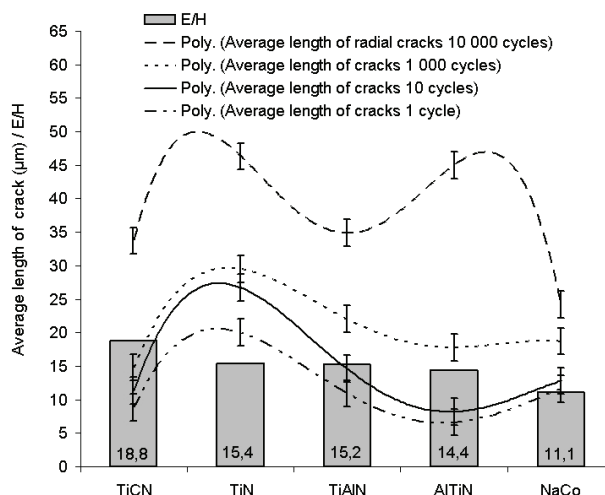 E/H
Poly. (Average length of radial cracks 10 000 cycles)
Poly. (Average length of cracks 1 000 cycles)
Poly. (Average length of cracks 10 cycles)
Poly. (Average length of cracks 1 cycle)
Average length of crack (μm) / E/H
65
60
55
50
45
40
35
30
25
20
15
10
5
0
18,8
15,4
15,2
14,4
11,1
TiCN
TiN
TiAlN
AlTiN
NaCo